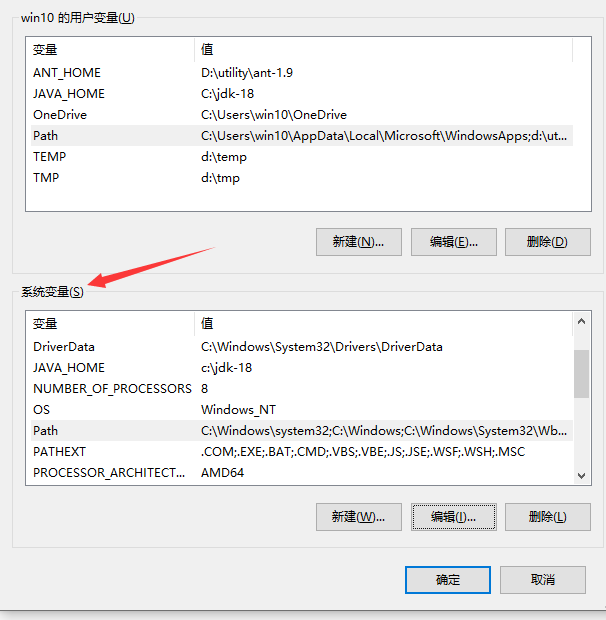 win10 的用户变量(U)
变量 值
ANT_HOME D:\utility\ant-1.9
JAVA_HOME C:\jdk-18
OneDrive C:\Users\win10\OneDrive
Path C:\Users\win10\AppData\Local\Microsoft\WindowsApps;d:\ut...
TEMP d:\temp
TMP d:\tmp
新建(N)... 编辑(E)... 删除(D)
系统变量(S)
变量 值
DriverData C:\Windows\System32\Drivers\DriverData
JAVA_HOME c:\jdk-18
NUMBER_OF_PROCESSORS 8
OS Windows_NT
Path C:\Windows\system32;C:\Windows;C:\Windows\System32\Wb...
PATHEXT .COM;.EXE;.BAT;.CMD;.VBS;.VBE;.JS;.JSE;.WSF;.WSH;.MSC
PROCESSOR_ARCHITECT... AMD64
新建(W)... 编辑(I)... 删除(L)
确定 取消